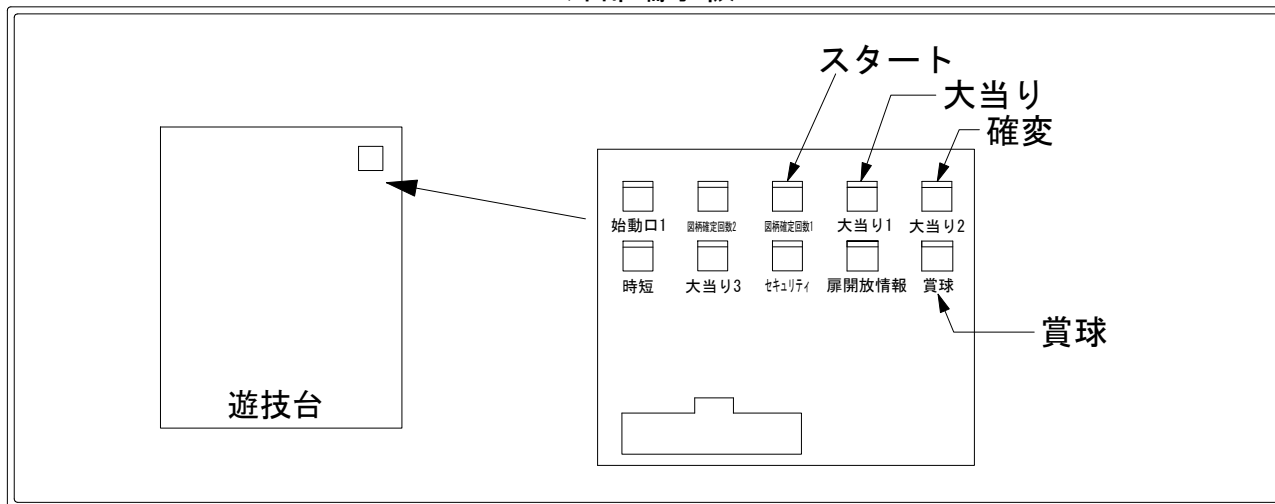 スタート
大当り
確変
始動口1 図柄確定回数2 図柄確定回数1 大当り1 大当り2
時短 大当り3 セキュリティ 扉開放情報 賞球
賞球
遊技台